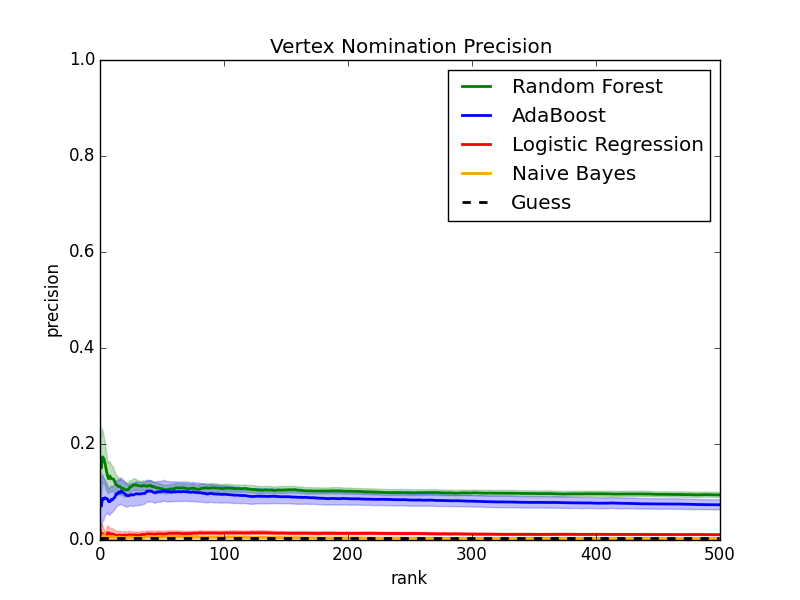 Vertex Nomination Precision
1.0
0.8
0.6
0.4
0.2
0.0
precision
Random Forest
AdaBoost
Logistic Regression
Naive Bayes
Guess
0 100 200 300 400 500
rank